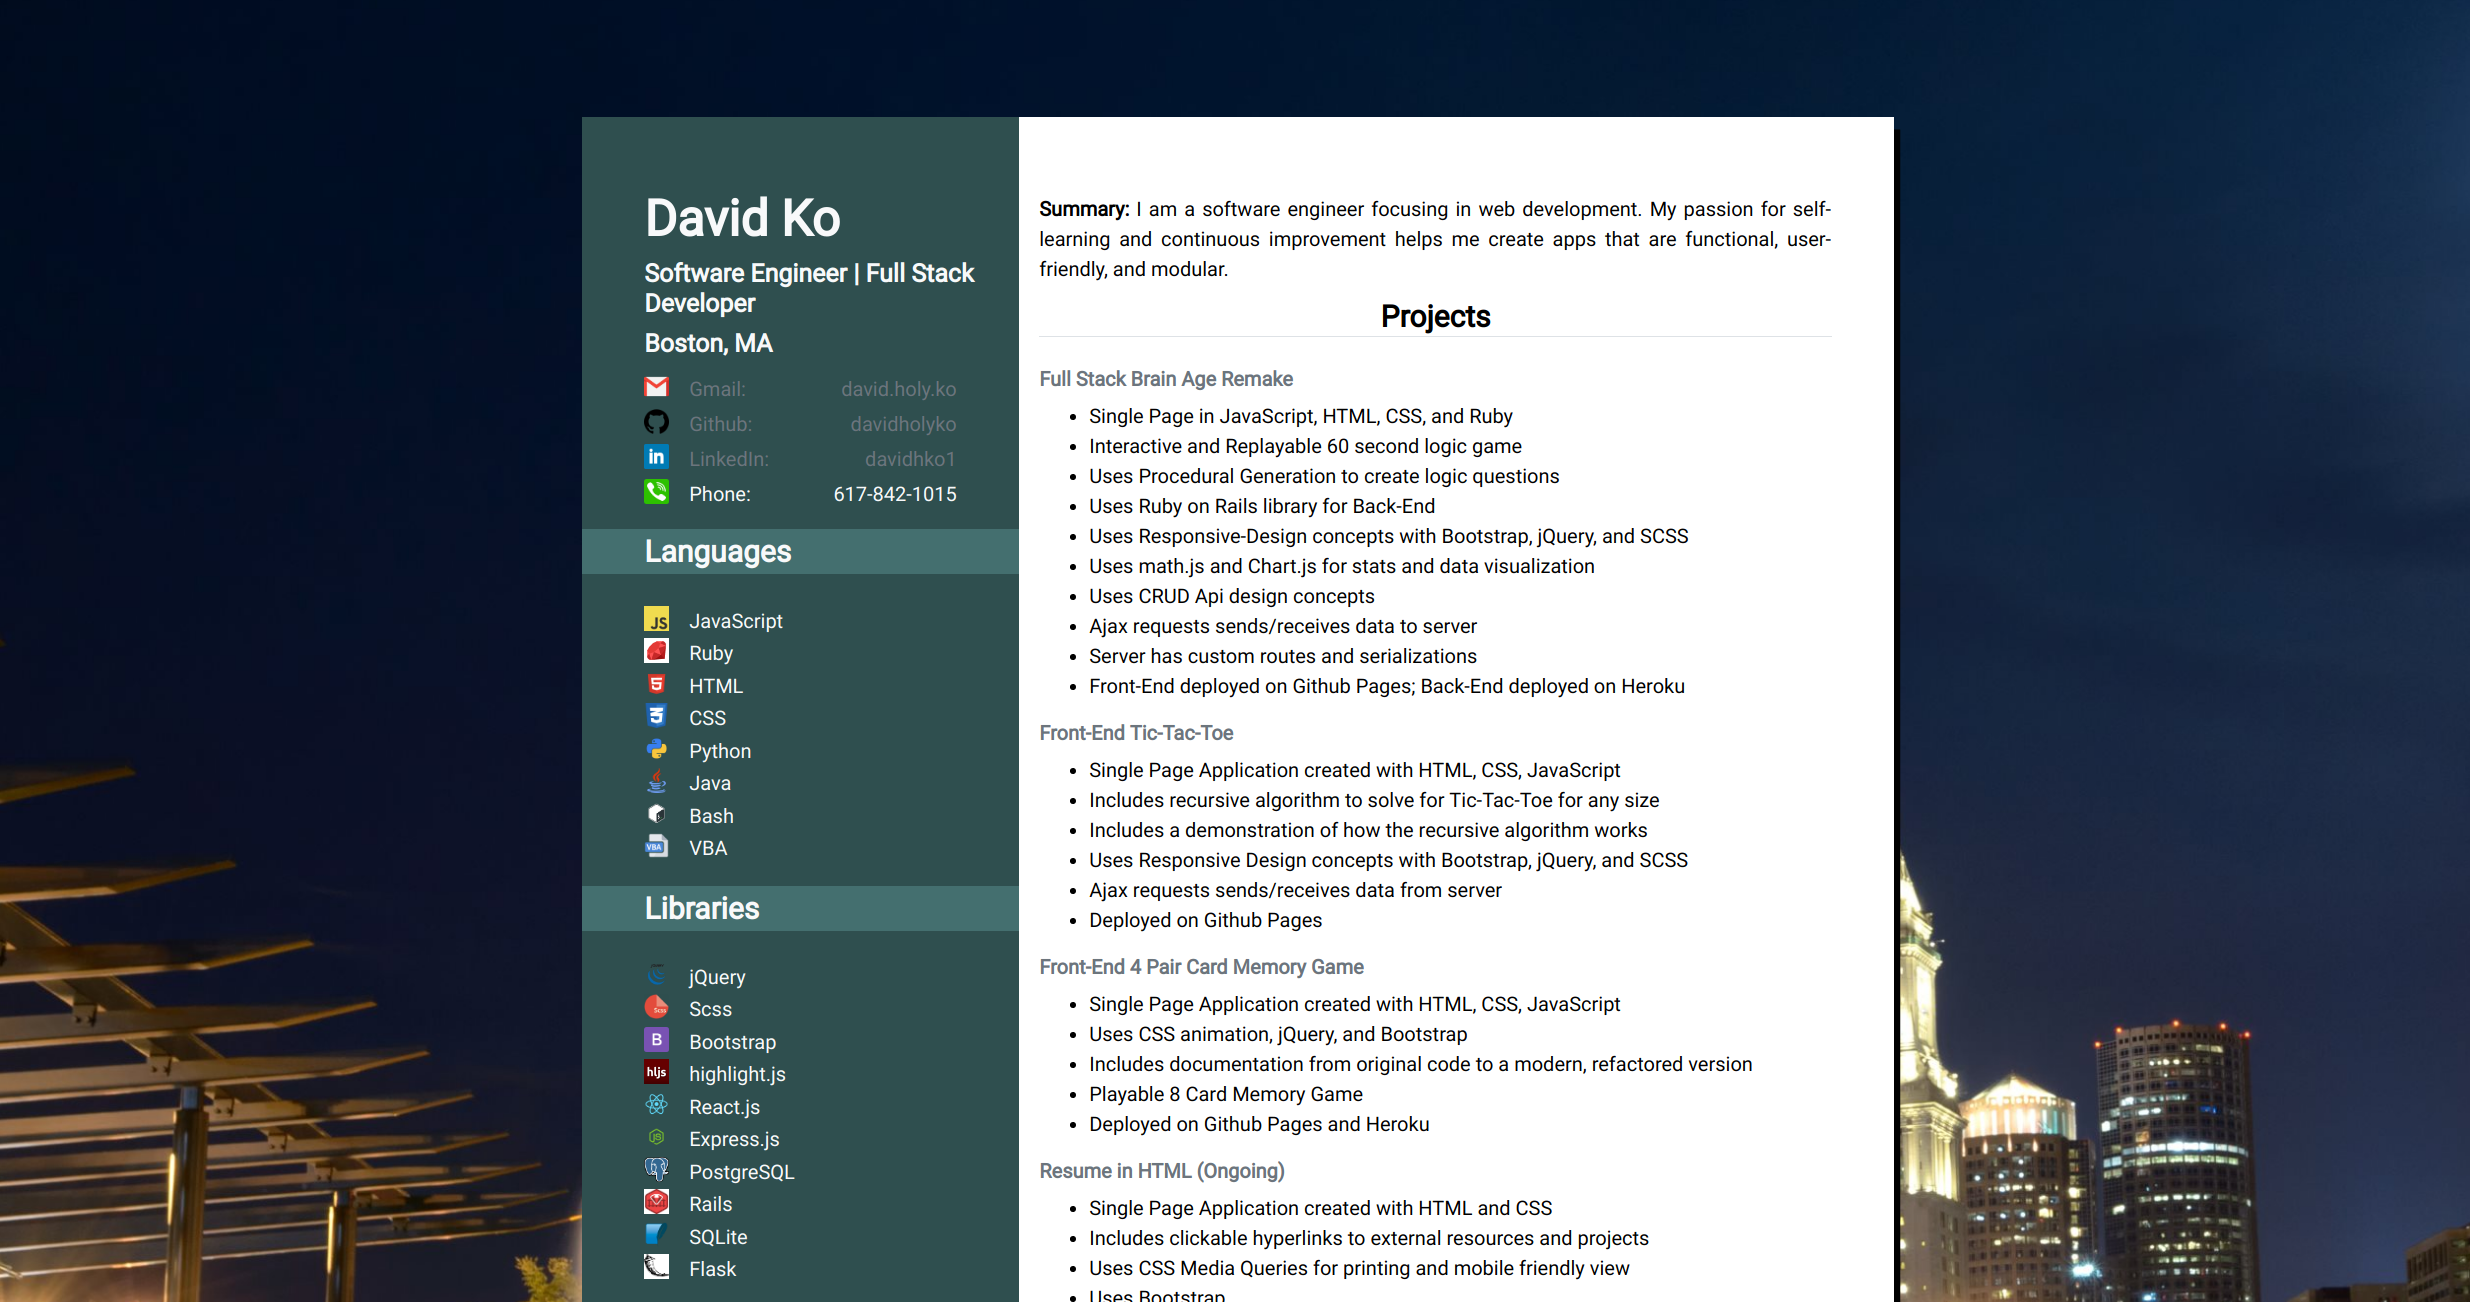 David Ko
Software Engineer | Full Stack
Developer
Boston, MA
Gmail: david.holy.ko
Github: davidholyko
LinkedIn: davidhko1
Phone: 617-842-1015
Languages
JavaScript
Ruby
HTML
CSS
Python
Java
Bash
VBA
Libraries
jQuery
Scss
Bootstrap
highlight.js
React.js
Express.js
PostgreSQL
Rails
SQLite
Flask
Summary: I am a software engineer focusing in web development. My passion for self-
learning and continuous improvement helps me create apps that are functional, user-
friendly, and modular.
Projects
Full Stack Brain Age Remake
• Single Page in JavaScript, HTML, CSS, and Ruby
• Interactive and Replayable 60 second logic game
• Uses Procedural Generation to create logic questions
• Uses Ruby on Rails library for Back-End
• Uses Responsive-Design concepts with Bootstrap, jQuery, and SCSS
• Uses math.js and Chart.js for stats and data visualization
• Uses CRUD Api design concepts
• Ajax requests sends/receives data to server
• Server has custom routes and serializations
• Front-End deployed on Github Pages; Back-End deployed on Heroku
Front-End Tic-Tac-Toe
• Single Page Application created with HTML, CSS, JavaScript
• Includes recursive algorithm to solve for Tic-Tac-Toe for any size
• Includes a demonstration of how the recursive algorithm works
• Uses Responsive Design concepts with Bootstrap, jQuery, and SCSS
• Ajax requests sends/receives data from server
• Deployed on Github Pages
Front-End 4 Pair Card Memory Game
• Single Page Application created with HTML, CSS, JavaScript
• Uses CSS animation, jQuery, and Bootstrap
• Includes documentation from original code to a modern, refactored version
• Playable 8 Card Memory Game
• Deployed on Github Pages and Heroku
Resume in HTML (Ongoing)
• Single Page Application created with HTML and CSS
• Includes clickable hyperlinks to external resources and projects
• Uses CSS Media Queries for printing and mobile friendly view
• Uses Bootstrap